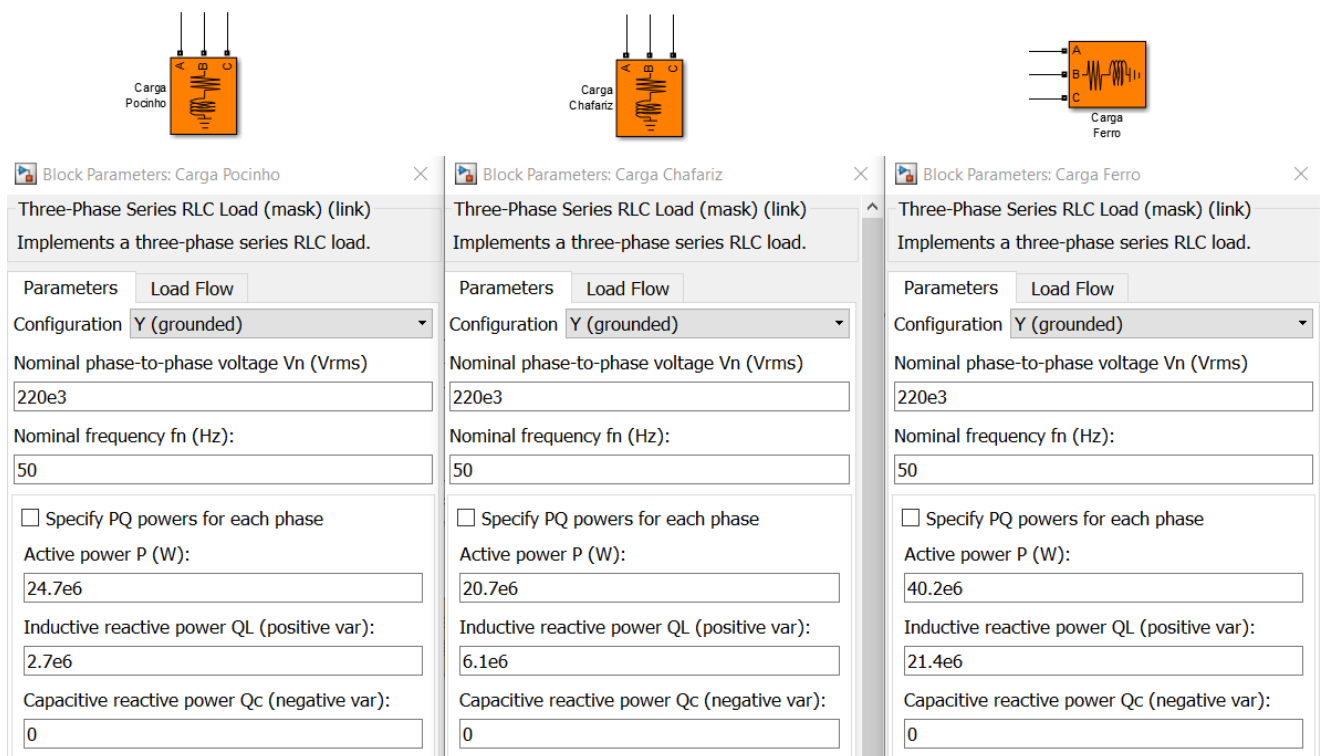 A B C
Carga
Pocinho
A B C
Carga
Chafariz
A
B
C
Carga
Ferro
Block Parameters: Carga Pocinho
Three-Phase Series RLC Load (mask) (link)
Implements a three-phase series RLC load.
Parameters Load Flow
Configuration Y (grounded)
Nominal phase-to-phase voltage Vn (Vrms)
220e3
Nominal frequency fn (Hz):
50
Specify PQ powers for each phase
Active power P (W):
24.7e6
Inductive reactive power QL (positive var):
2.7e6
Capacitive reactive power Qc (negative var):
0
Block Parameters: Carga Chafariz
Three-Phase Series RLC Load (mask) (link)
Implements a three-phase series RLC load.
Parameters Load Flow
Configuration Y (grounded)
Nominal phase-to-phase voltage Vn (Vrms)
220e3
Nominal frequency fn (Hz):
50
Specify PQ powers for each phase
Active power P (W):
20.7e6
Inductive reactive power QL (positive var):
6.1e6
Capacitive reactive power Qc (negative var):
0
Block Parameters: Carga Ferro
Three-Phase Series RLC Load (mask) (link)
Implements a three-phase series RLC load.
Parameters Load Flow
Configuration Y (grounded)
Nominal phase-to-phase voltage Vn (Vrms)
220e3
Nominal frequency fn (Hz):
50
Specify PQ powers for each phase
Active power P (W):
40.2e6
Inductive reactive power QL (positive var):
21.4e6
Capacitive reactive power Qc (negative var):
0